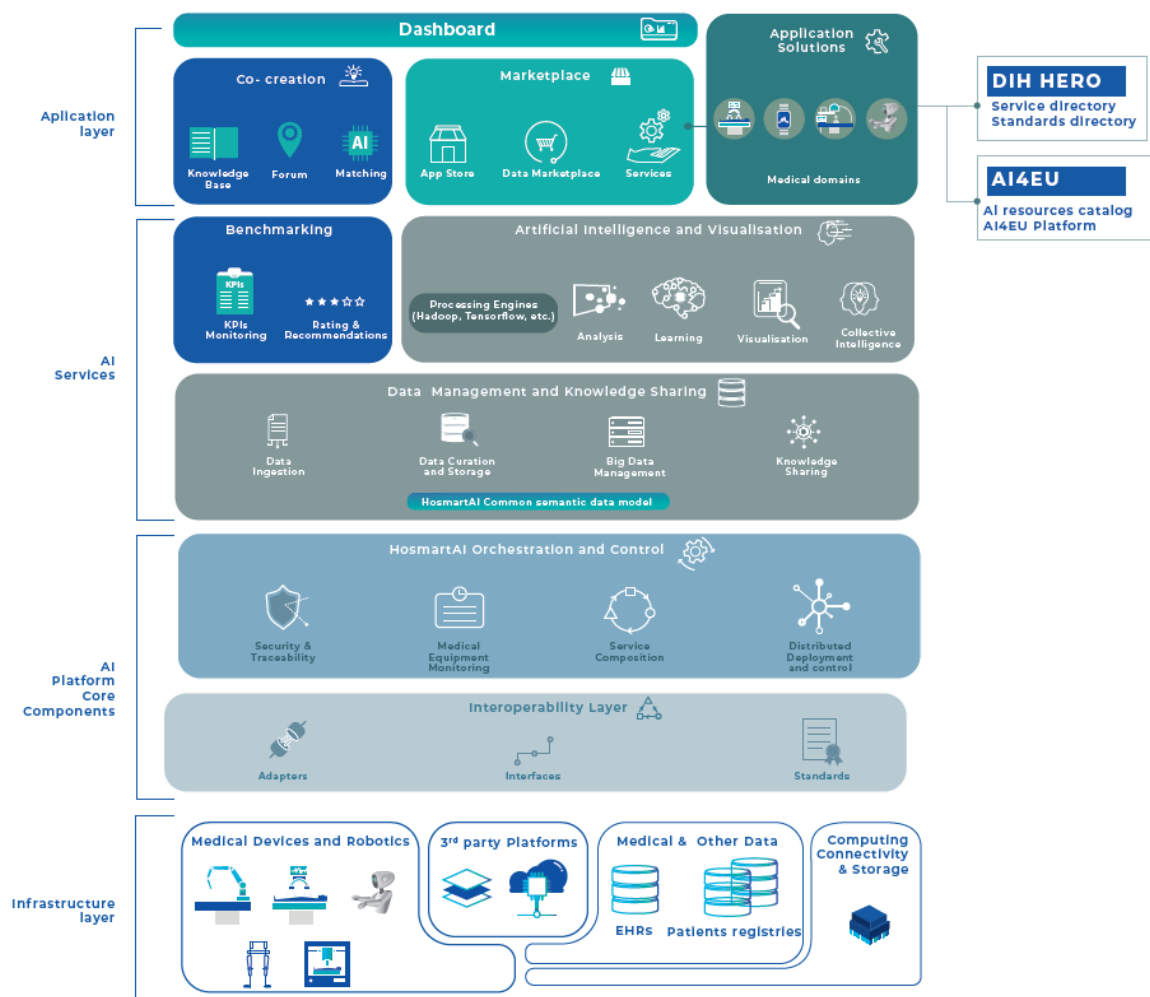 Dashboard
Application
Solutions
Co- creation
Marketplace
Aplication
layer
AI
Knowledge
Base
Forum
Matching
App Store
Data Marketplace
Services
Medical domains
DIH HERO
Service directory
Standards directory
AI4EU
AI resources catalog
AI4EU Platform
Benchmarking
Artificial Intelligence and Visualisation
KPIs
KPIs
Monitoring
Rating &
Recommendations
Processing Engines
(Hadoop, Tensorflow, etc.)
Analysis
Learning
Visualisation
Collective
Intelligence
AI
Services
Data Management and Knowledge Sharing
Data
Ingestion
Data Curation
and Storage
Big Data
Management
Knowledge
Sharing
HosmartAI Common semantic data model
HosmartAI Orchestration and Control
Security &
Traceability
Medical
Equipment
Monitoring
Service
Composition
Distributed
Deployment
and control
AI
Platform
Core
Components
Interoperability Layer
Adapters
Interfaces
Standards
Medical Devices and Robotics
3rd party Platforms
Medical & Other Data
Computing
Connectivity
& Storage
Infrastructure
layer
EHRs
Patients registries